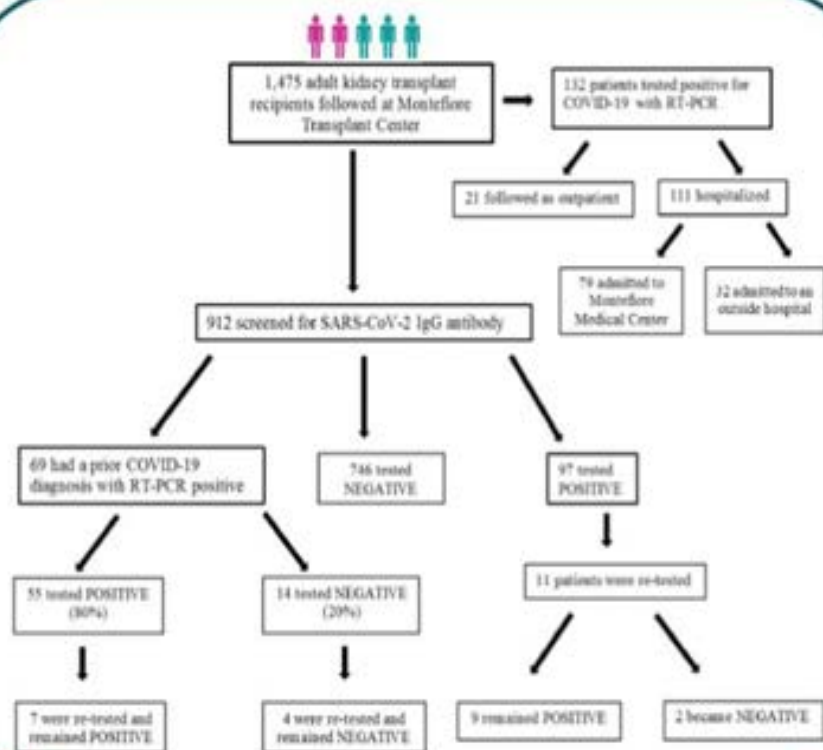 1,475 adult kidney transplant
recipients followed at Montefiore
Transplant Center
132 patients tested positive for
COVID-19 with RT-PCR
21 followed as outpatient
111 hospitalized
79 admitted to
Montefiore
Medical Center
32 admitted to an
outside hospital
912 screened for SARS-CoV-2 IgG antibody
69 had a prior COVID-19
diagnosis with RT-PCR positive
746 tested
NEGATIVE
97 tested
POSITIVE
55 tested POSITIVE
(80%)
14 tested NEGATIVE
(20%)
11 patients were re-tested
7 were re-tested and
remained POSITIVE
4 were re-tested and
remained NEGATIVE
9 remained POSITIVE
2 became NEGATIVE